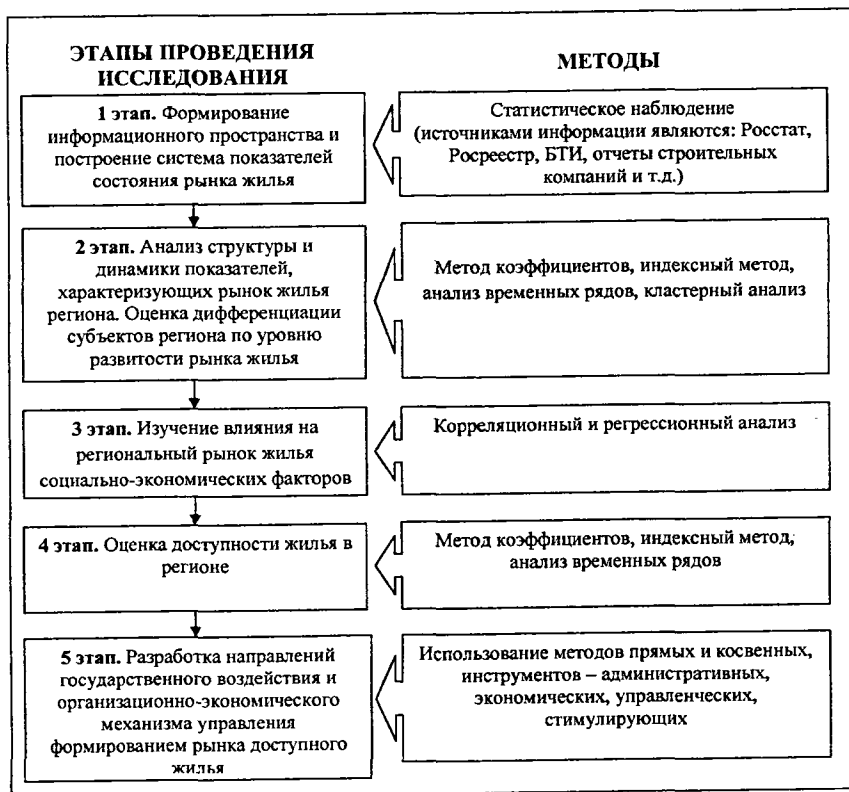 ЭТАПЫ ПРОВЕДЕНИЯ
ИССЛЕДОВАНИЯ
МЕТОДЫ
1 этап. Формирование
информационного пространства и
построение система показателей
состояния рынка жилья
Статистическое наблюдение
(источниками информации являются: Росстат,
Росреестр, БТИ, отчеты строительных
компаний и т.д.)
2 этап. Анализ структуры и
динамики показателей,
характеризующих рынок жилья
региона. Оценка дифференциации
субъектов региона по уровню
развитости рынка жилья
Метод коэффициентов, индексный метод,
анализ временных рядов, кластерный анализ
3 этап. Изучение влияния на
региональный рынок жилья
социально-экономических факторов
Корреляционный и регрессионный анализ
4 этап. Оценка доступности жилья в
регионе
Метод коэффициентов, индексный метод,
анализ временных рядов
5 этап. Разработка направлений
государственного воздействия и
организационно-экономического
механизма управления
формированием рынка доступного
жилья
Использование методов прямых и косвенных,
инструментов – административных,
экономических, управленческих,
стимулирующих